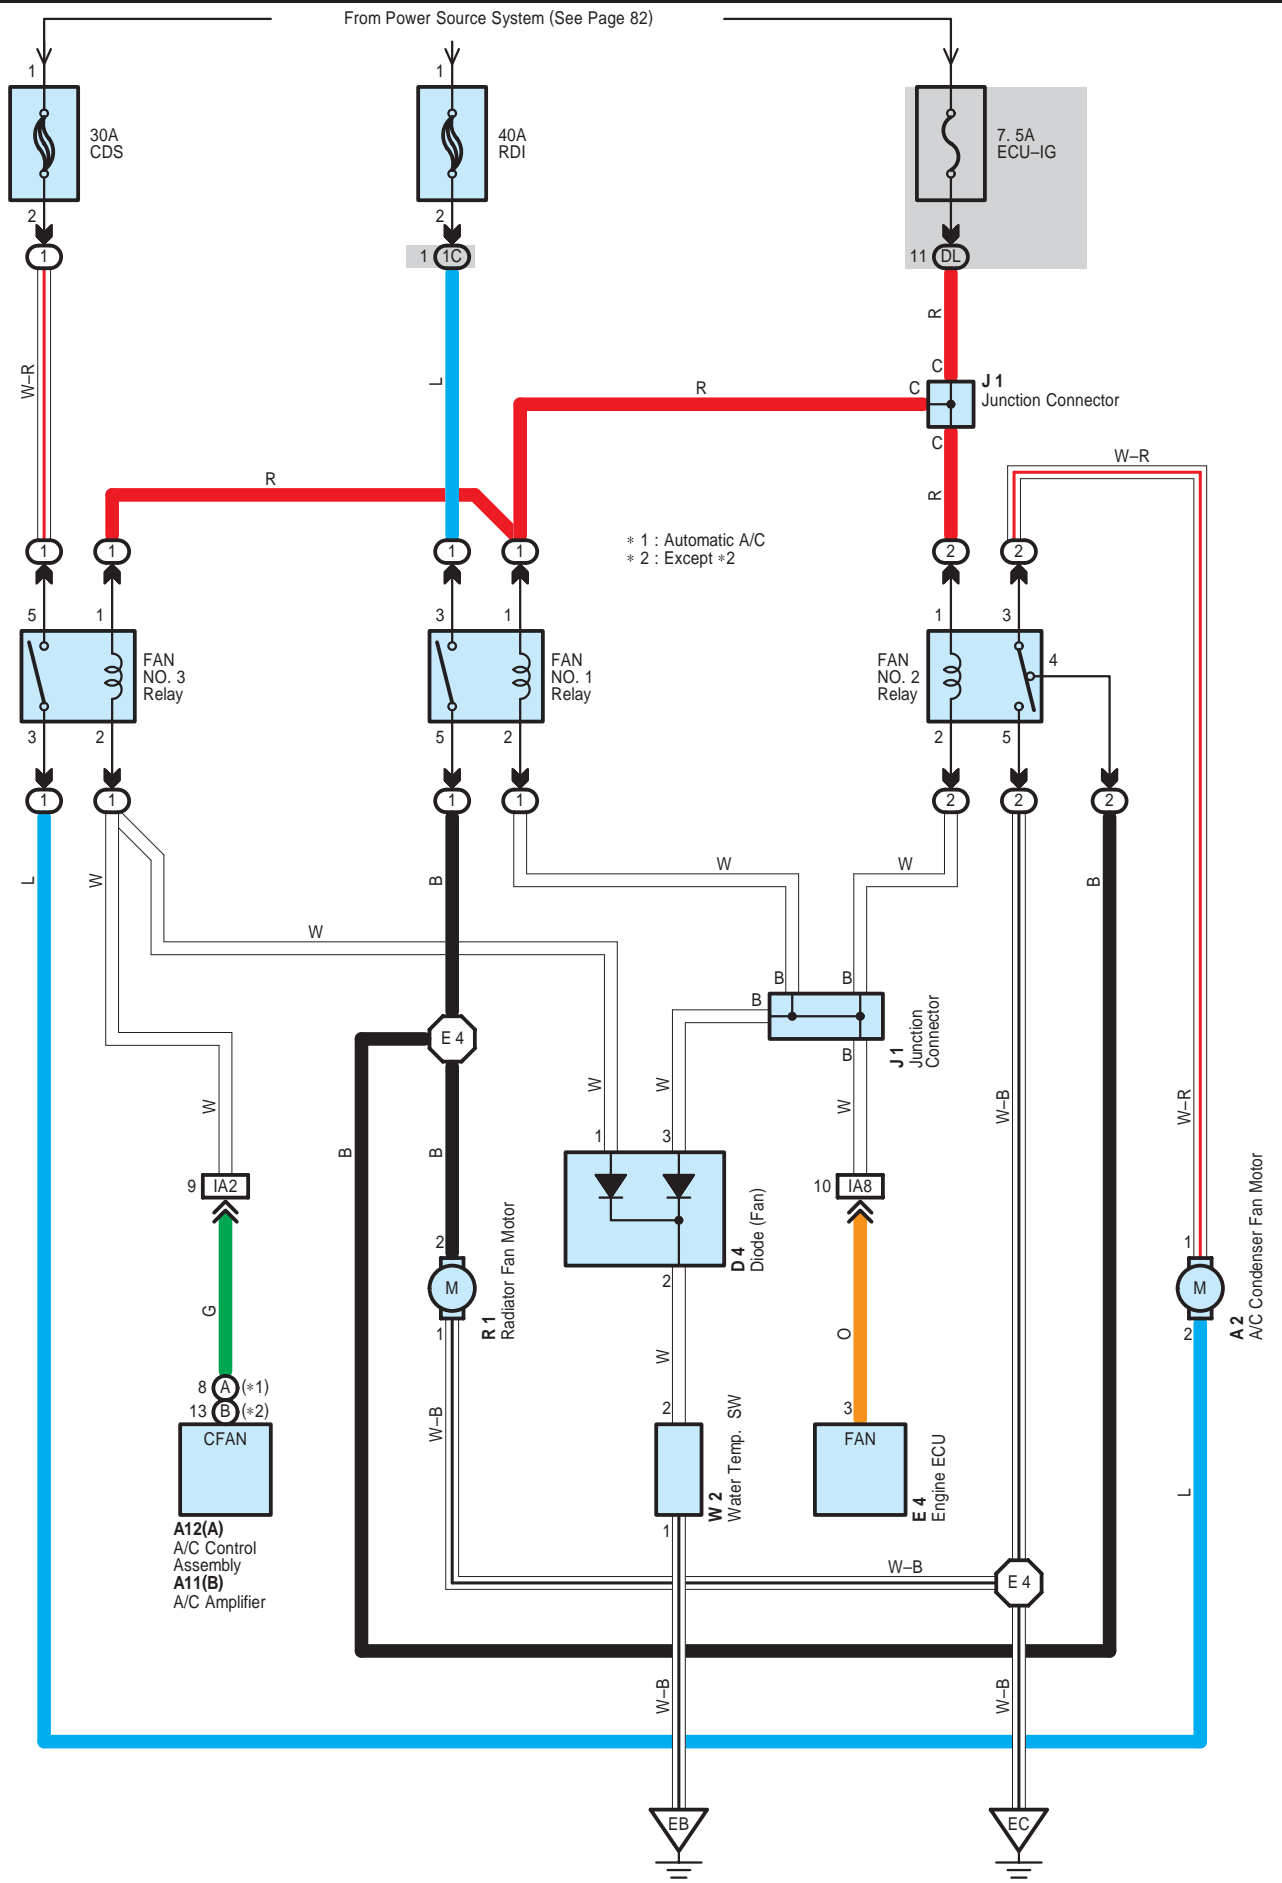 From Power Source System (See Page 82)
1
1
30A
CDS
40A
RDI
7. 5A
ECU–IG
2
2
1
1
1C
11
DL
W–R
L
R
C
C
J 1
Junction Connector
R
C
R
W–R
R
1
1
1
1
2
2
∗ 1 : Automatic A/C
∗ 2 : Except ∗2
5
1
3
1
1
3
FAN
NO. 3
Relay
FAN
NO. 1
Relay
FAN
NO. 2
Relay
4
3
2
5
2
2
5
1
1
1
1
2
2
2
L
W
B
W
W
B
W
B
B
B
B
J 1
Junction
Connector
E 4
W
W
W
W
B
B
W–B
W–R
1
3
9
IA2
10
IA8
D 4
Diode (Fan)
2
M
1
R 1
Radiator Fan Motor
2
1
M
2
A 2
A/C Condenser Fan Motor
G
W
O
8
A
(∗1)
13
B
(∗2)
CFAN
W–B
2
W 2
Water Temp. SW
1
3
FAN
E 4
Engine ECU
L
A12(A)
A/C Control
Assembly
A11(B)
A/C Amplifier
W–B
E 4
W–B
W–B
EB
EC